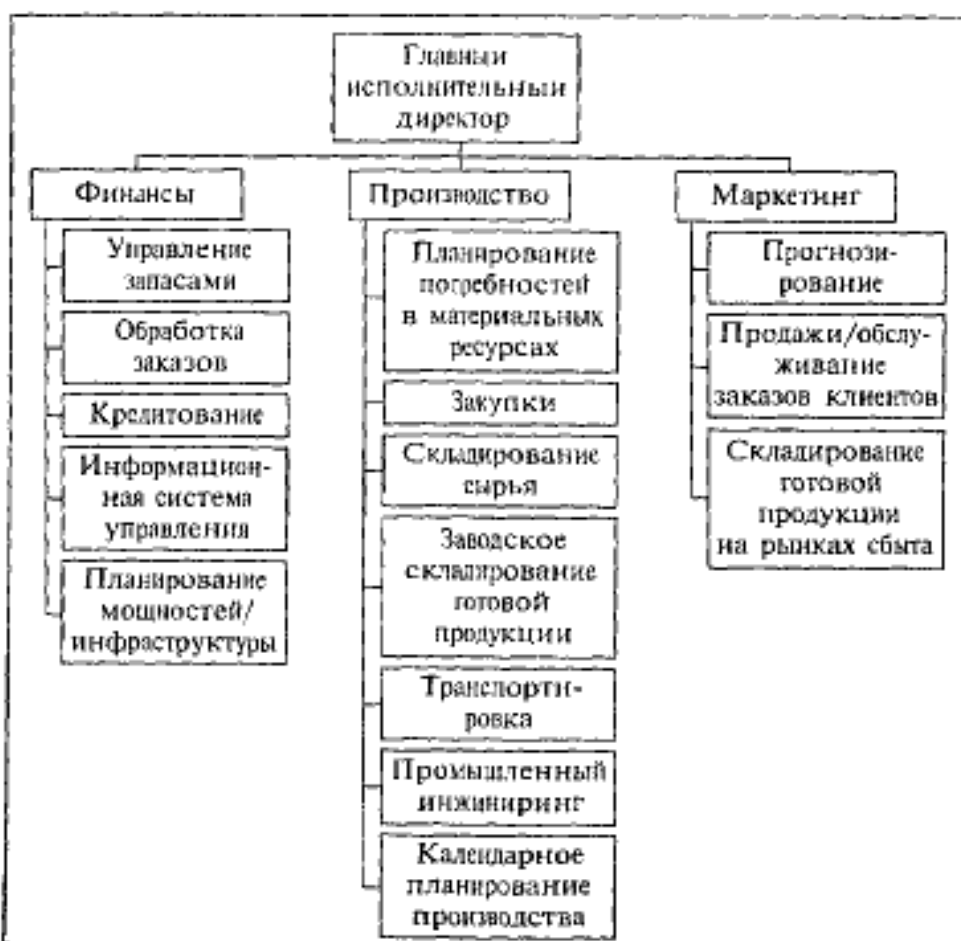 Главный
исполнительный
директор
Финансы
Управление
запасами
Обработка
заказов
Кредитование
Информацион-
ная система
управления
Планирование
мощностей/
инфраструктуры
Производство
Планирование
потребностей
в материальных
ресурсах
Закупки
Складирование
сырья
Заводское
складирование
готовой
продукции
Транспорти-
ровка
Промышленный
инжиниринг
Календарное
планирование
производства
Маркетинг
Прогнози-
рование
Продажи/обслу-
живание
заказов клиентов
Складирование
готовой
продукции
на рынках сбыта